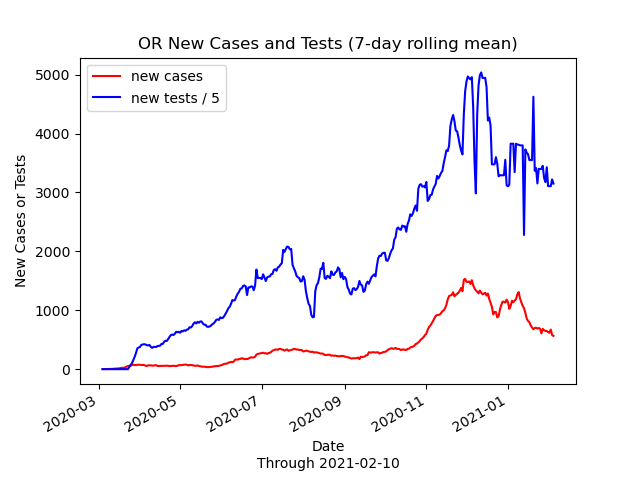 OR New Cases and Tests (7-day rolling mean)
new cases
new tests / 5
New Cases or Tests
5000
4000
3000
2000
1000
0
2020-03
2020-05
2020-07
2020-09
2020-11
2021-01
Date
Through 2021-02-10